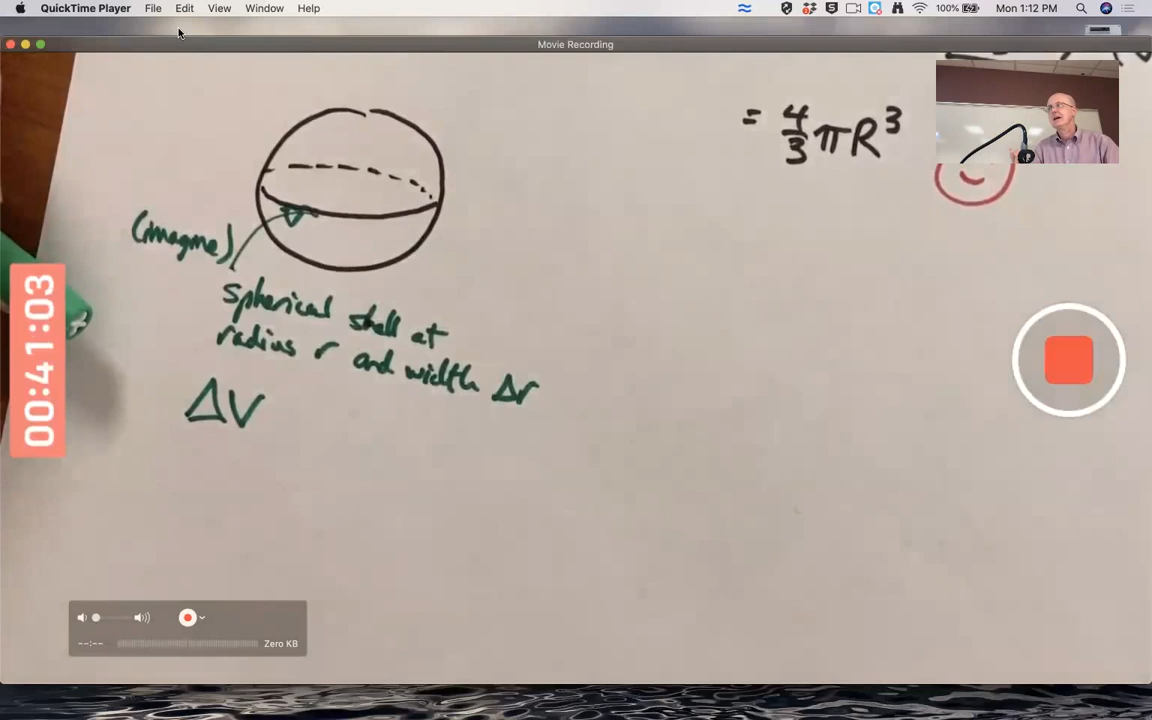 QuickTime Player File Edit View Window Help 100% Mon 1:12 PM
Movie Recording
= 4/3 πR³
(imagine)
spherical shell at
radius r and width Δr
ΔV
00:41:03
--:-- Zero KB